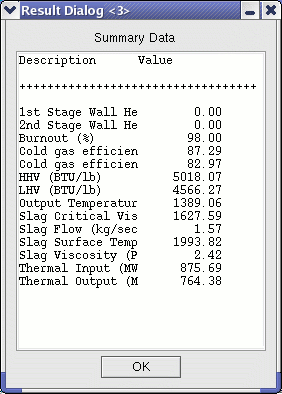 Result Dialog <3>
Summary Data
Description Value
++++++++++++++++++++++++++++++++++
1st Stage Wall He 0.00
2nd Stage Wall He 0.00
Burnout (%) 98.00
Cold gas efficien 87.29
Cold gas efficien 82.97
HHV (BTU/lb) 5018.07
LHV (BTU/lb) 4566.27
Output Temperatur 1389.06
Slag Critical Vis 1627.59
Slag Flow (kg/sec 1.57
Slag Surface Temp 1993.82
Slag Viscosity (P 2.42
Thermal Input (MW 875.69
Thermal Output (M 764.38
OK